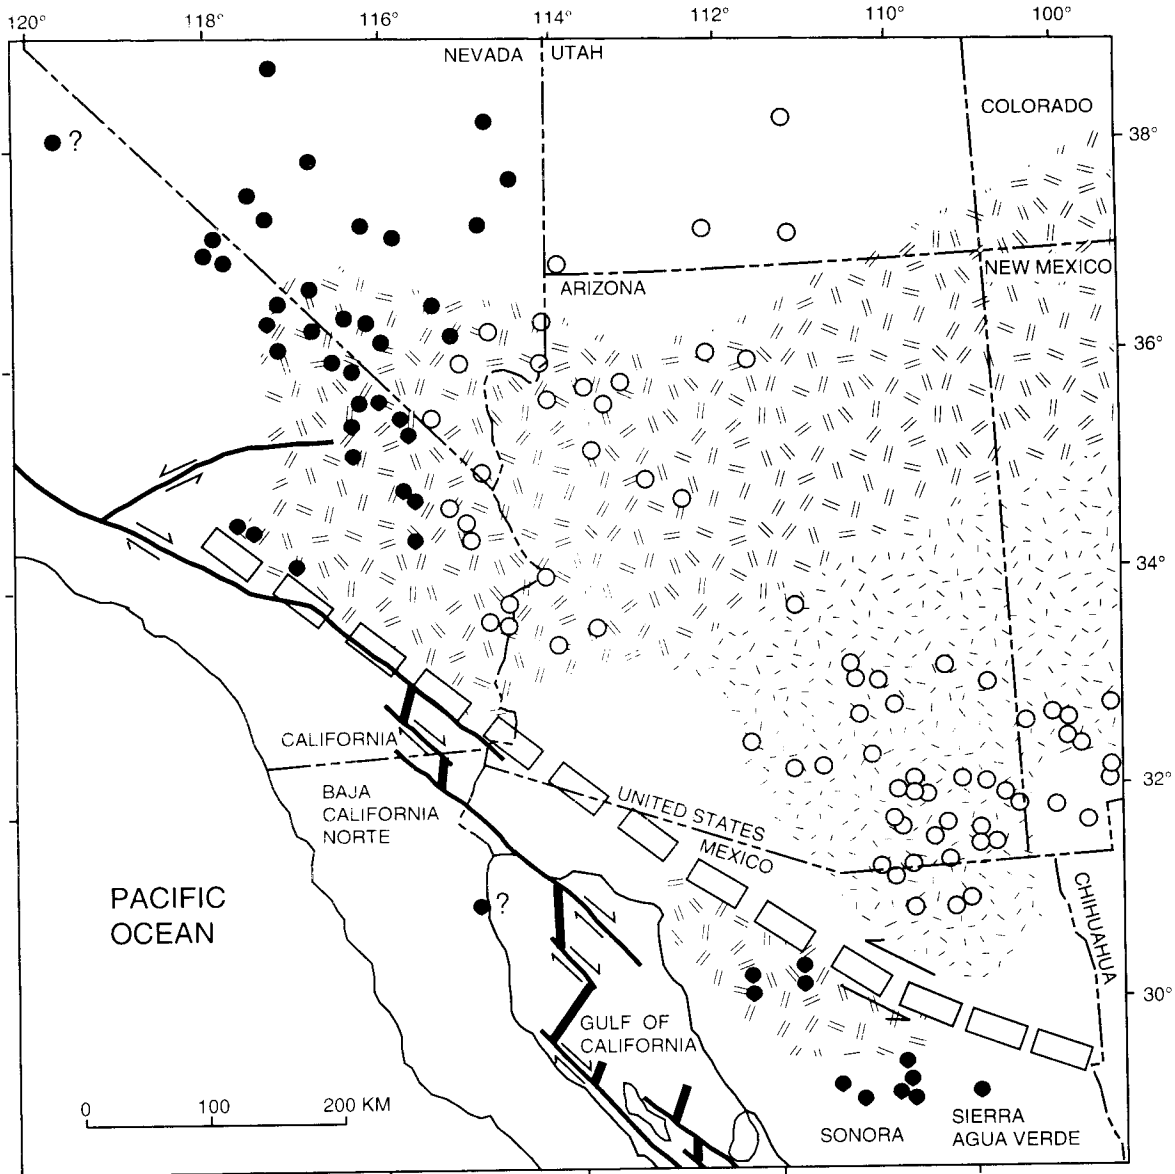 120° 118° 116° 114° 112° 110° 100°
NEVADA UTAH
COLORADO
38°
?
NEW MEXICO
ARIZONA
36°
34°
CALIFORNIA
32°
BAJA
CALIFORNIA
NORTE
UNITED STATES
MEXICO
PACIFIC
OCEAN
?
CHIHUAHUA
30°
GULF OF
CALIFORNIA
0 100 200 KM
SONORA
SIERRA
AGUA VERDE